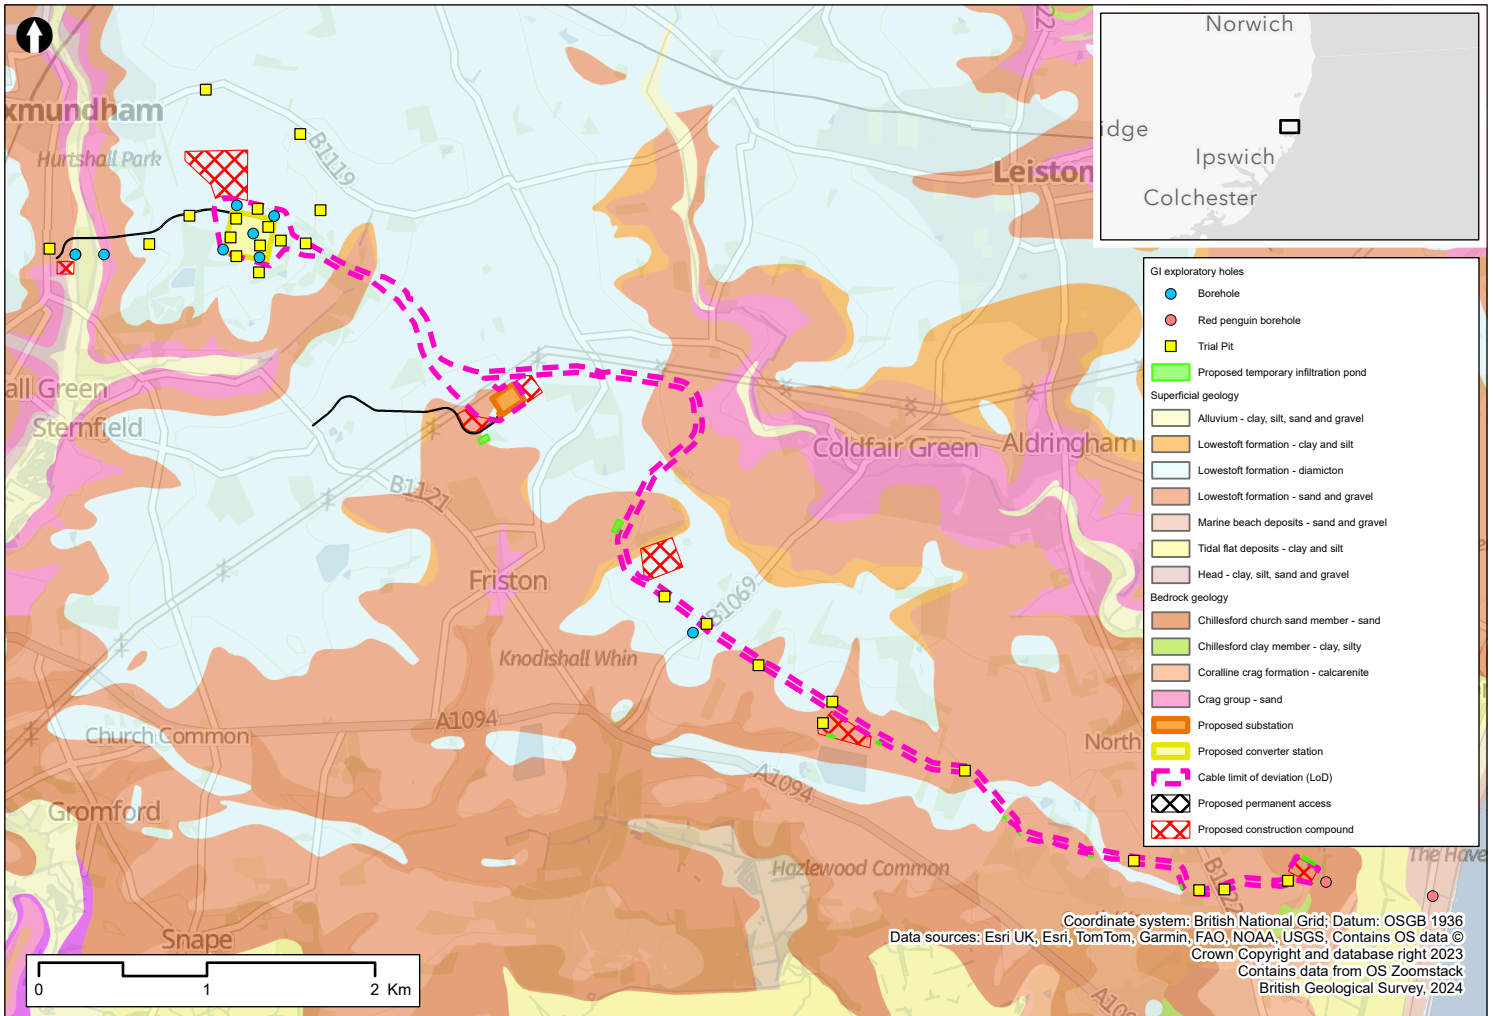 Norwich
idge
Ipswich
Colchester
22
xmundham
Hurtshall Park
B1119
Leiston
all Green
Sternfield
B1121
Coldfair Green
Aldringham
Friston
B1069
Knodishall Whin
A1094
Church Common
North
A1094
Gromford
Hazlewood Common
B1122
The Have
Snape
A109
GI exploratory holes
Borehole
Red penguin borehole
Trial Pit
Proposed temporary infiltration pond
Superficial geology
Alluvium - clay, silt, sand and gravel
Lowestoft formation - clay and silt
Lowestoft formation - diamicton
Lowestoft formation - sand and gravel
Marine beach deposits - sand and gravel
Tidal flat deposits - clay and silt
Head - clay, silt, sand and gravel
Bedrock geology
Chillesford church sand member - sand
Chillesford clay member - clay, silty
Coralline crag formation - calcarenite
Crag group - sand
Proposed substation
Proposed converter station
Cable limit of deviation (LoD)
Proposed permanent access
Proposed construction compound
Coordinate system: British National Grid; Datum: OSGB 1936
Data sources: Esri UK, Esri, TomTom, Garmin, FAO, NOAA, USGS, Contains OS data ©
Crown Copyright and database right 2023
Contains data from OS Zoomstack
British Geological Survey, 2024
0 1 2 Km